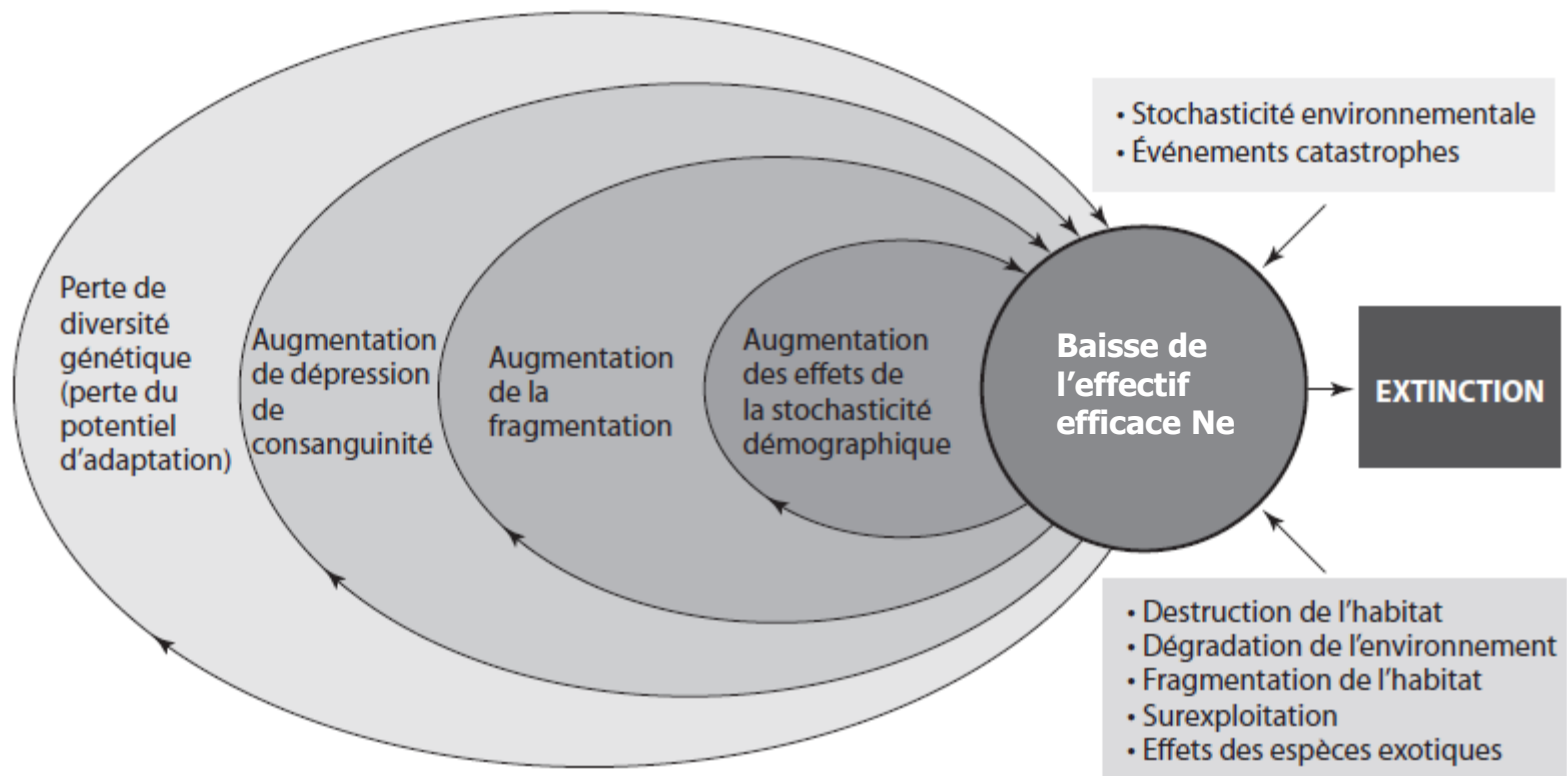 Perte de
diversité
génétique
(perte du
potentiel
d'adaptation)
Augmentation
de dépression
de
consanguinité
Augmentation
de la
fragmentation
Augmentation
des effets de
la stochasticité
démographique
Baisse de
l'effectif
efficace Ne
• Stochasticité environnementale
• Événements catastrophes
EXTINCTION
• Destruction de l'habitat
• Dégradation de l'environnement
• Fragmentation de l'habitat
• Surexploitation
• Effets des espèces exotiques